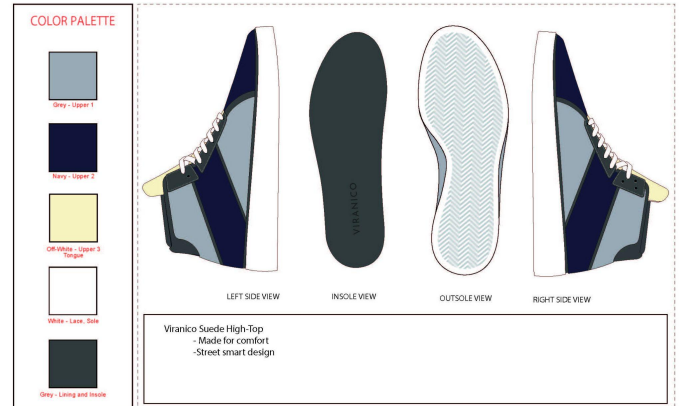 COLOR PALETTE
Grey - Upper 1
Navy - Upper 2
Off-White - Upper 3
Tongue
White - Lace, Sole
Grey - Lining and Insole
VIRANICO
LEFT SIDE VIEW
INSOLE VIEW
OUTSOLE VIEW
RIGHT SIDE VIEW
Viranico Suede High-Top
- Made for comfort
-Street smart design